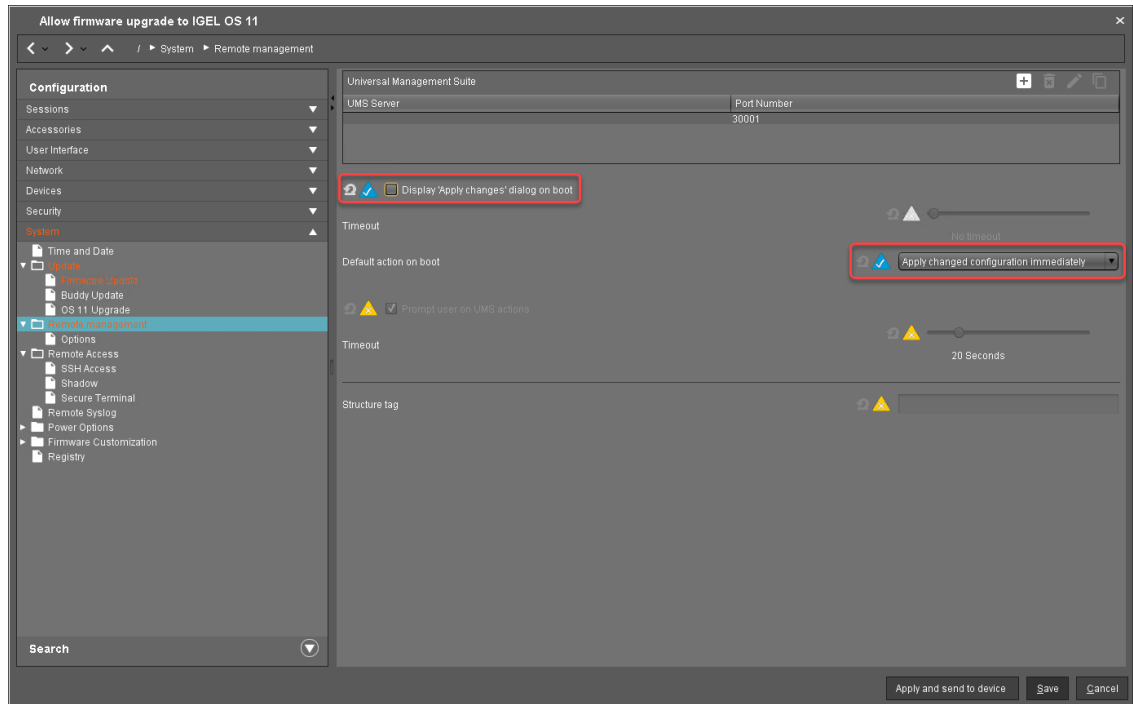 Allow firmware upgrade to IGEL OS 11
/ System Remote management
Configuration
Sessions
Accessories
User Interface
Network
Devices
Security
System
Time and Date
Update
Firmware Update
Buddy Update
OS 11 Upgrade
Remote management
Options
Remote Access
SSH Access
Shadow
Secure Terminal
Remote Syslog
Power Options
Firmware Customization
Registry
Search
Universal Management Suite
UMS Server Port Number
30001
Display 'Apply changes' dialog on boot
Timeout
No timeout
Default action on boot Apply changed configuration immediately
Prompt user on UMS actions
Timeout
20 Seconds
Structure tag
Apply and send to device Save Cancel